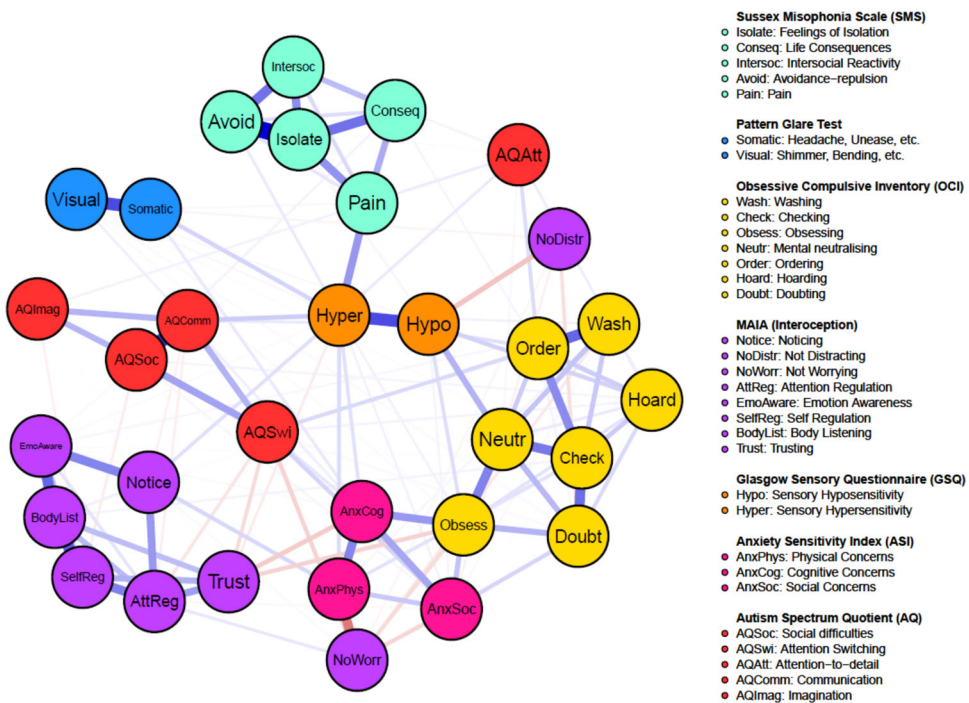 Intersoc
Avoid
Isolate
Conseq
Pain
AQAtt
Visual
Somatic
NoDistr
AQImag
AQComm
AQSoc
Hyper
Hypo
Order
Wash
Hoard
AQSwi
Neutr
Check
EmoAware
Notice
BodyList
AnxCog
Obsess
Doubt
SelfReg
AttReg
Trust
AnxPhys
AnxSoc
NoWorr
Sussex Misophonia Scale (SMS)
Isolate: Feelings of Isolation
Conseq: Life Consequences
Intersoc: Intersocial Reactivity
Avoid: Avoidance−repulsion
Pain: Pain
Pattern Glare Test
Somatic: Headache, Unease, etc.
Visual: Shimmer, Bending, etc.
Obsessive Compulsive Inventory (OCI)
Wash: Washing
Check: Checking
Obsess: Obsessing
Neutr: Mental neutralising
Order: Ordering
Hoard: Hoarding
Doubt: Doubting
MAIA (Interoception)
Notice: Noticing
NoDistr: Not Distracting
NoWorr: Not Worrying
AttReg: Attention Regulation
EmoAware: Emotion Awareness
SelfReg: Self Regulation
BodyList: Body Listening
Trust: Trusting
Glasgow Sensory Questionnaire (GSQ)
Hypo: Sensory Hyposensitivity
Hyper: Sensory Hypersensitivity
Anxiety Sensitivity Index (ASI)
AnxPhys: Physical Concerns
AnxCog: Cognitive Concerns
AnxSoc: Social Concerns
Autism Spectrum Quotient (AQ)
AQSoc: Social difficulties
AQSwi: Attention Switching
AQAtt: Attention−to−detail
AQComm: Communication
AQImag: Imagination